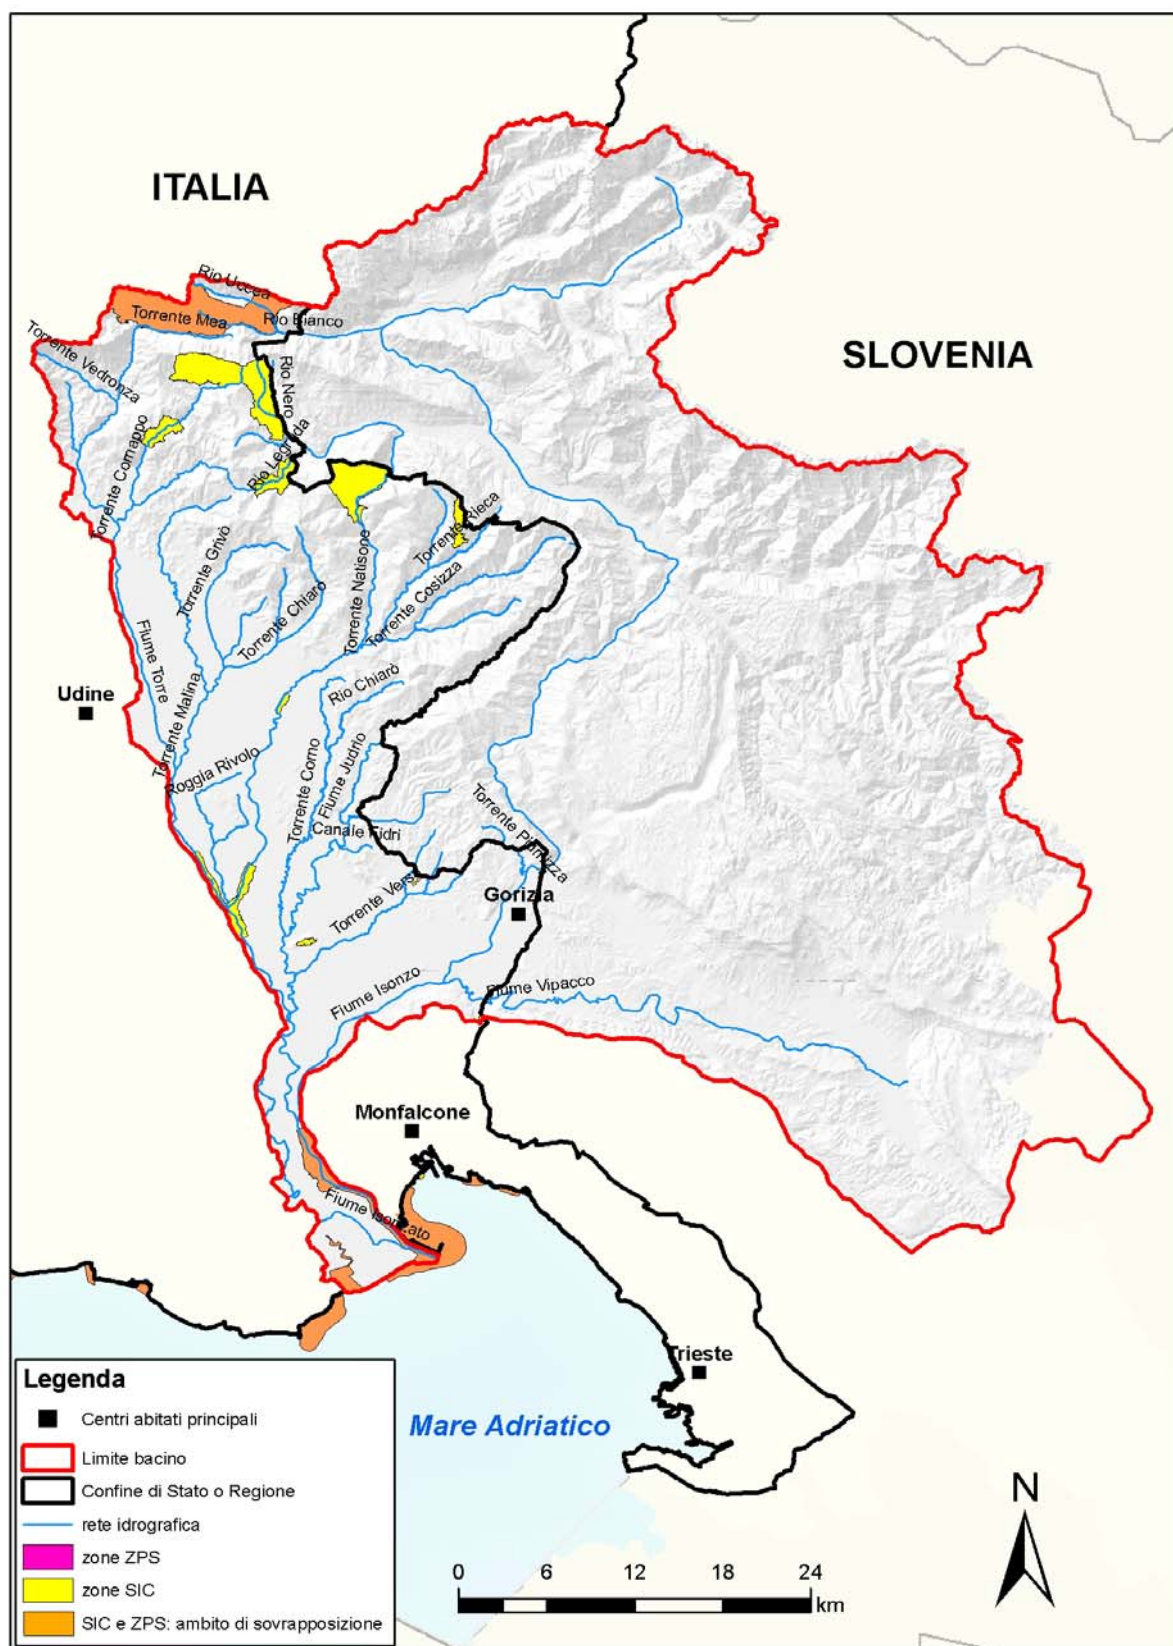 ITALIA
Rio Uccea
Torrente Mea
Rio Bianco
Torrente Vedronza
SLOVENIA
Rio Nero
Torrente Cornappo
Rio Legrada
Torrente Rieca
Torrente Grivò
Torrente Natisone
Torrente Chiarò
Torrente Cosizza
Fiume Torre
Udine
Torrente Malina
Rio Chiarò
Roggia Rivolo
Torrente Corno
Fiume Judrio
Canale Fidri
Torrente Piumizza
Torrente Versa
Gorizia
Fiume Isonzo
Fiume Vipacco
Monfalcone
Fiume Isonzato
Trieste
Mare Adriatico
Legenda
Centri abitati principali
Limite bacino
Confine di Stato o Regione
rete idrografica
zone ZPS
zone SIC
SIC e ZPS: ambito di sovrapposizione
0 6 12 18 24
km
N